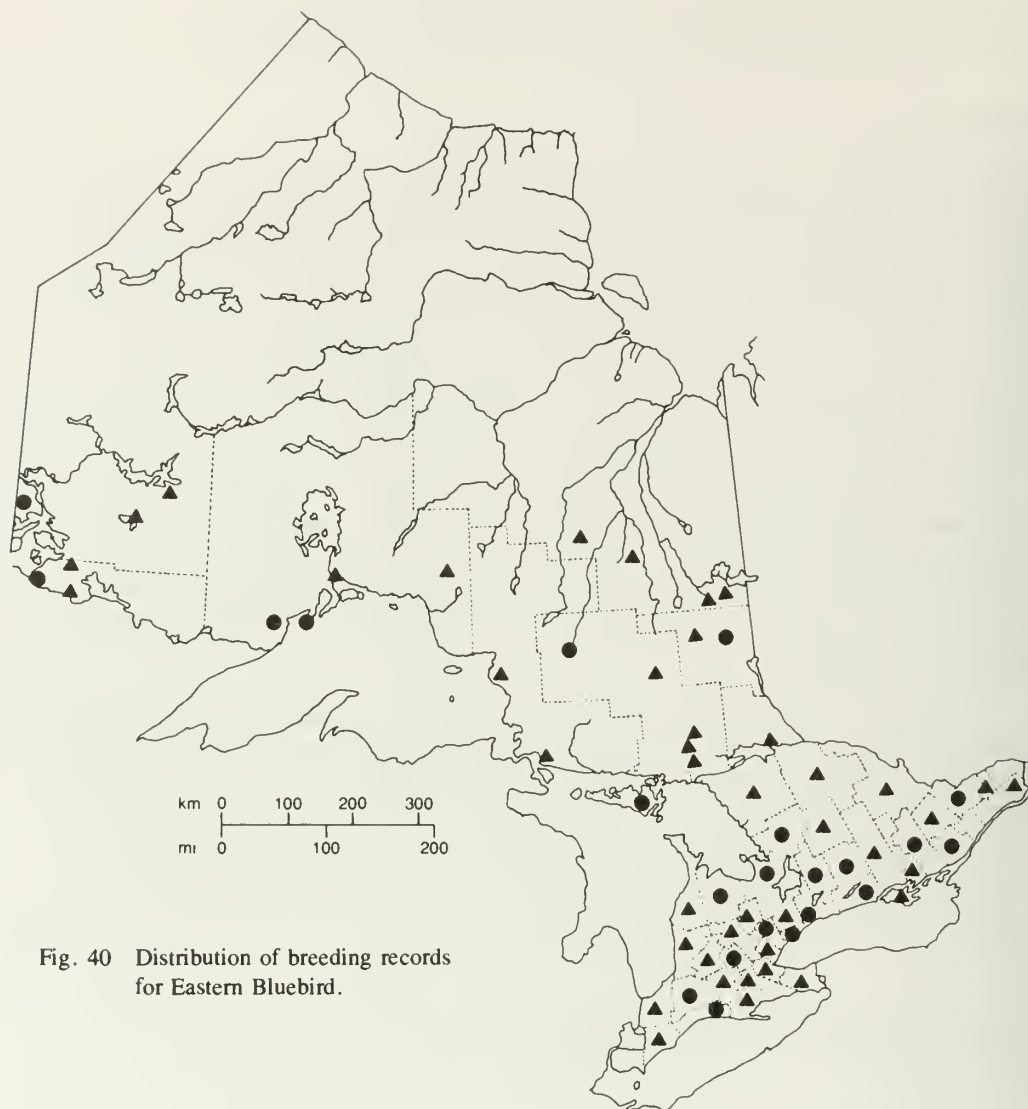 km 0 100 200 300
mi 0 100 200
Fig. 40 Distribution of breeding records
for Eastern Bluebird.